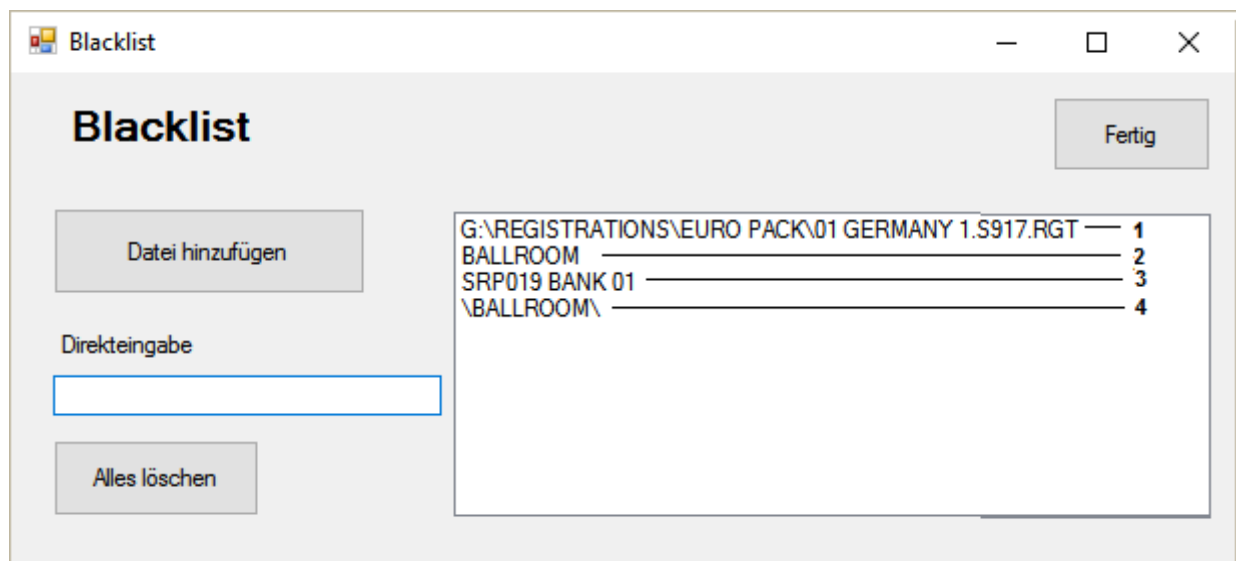 Blacklist
Blacklist
Fertig
Datei hinzufügen
G:\REGISTRATIONS\EURO PACK\01 GERMANY 1.S917.RGT 1
BALLROOM 2
SRP019 BANK 01 3
\BALLROOM\ 4
Direkteingabe
Alles löschen